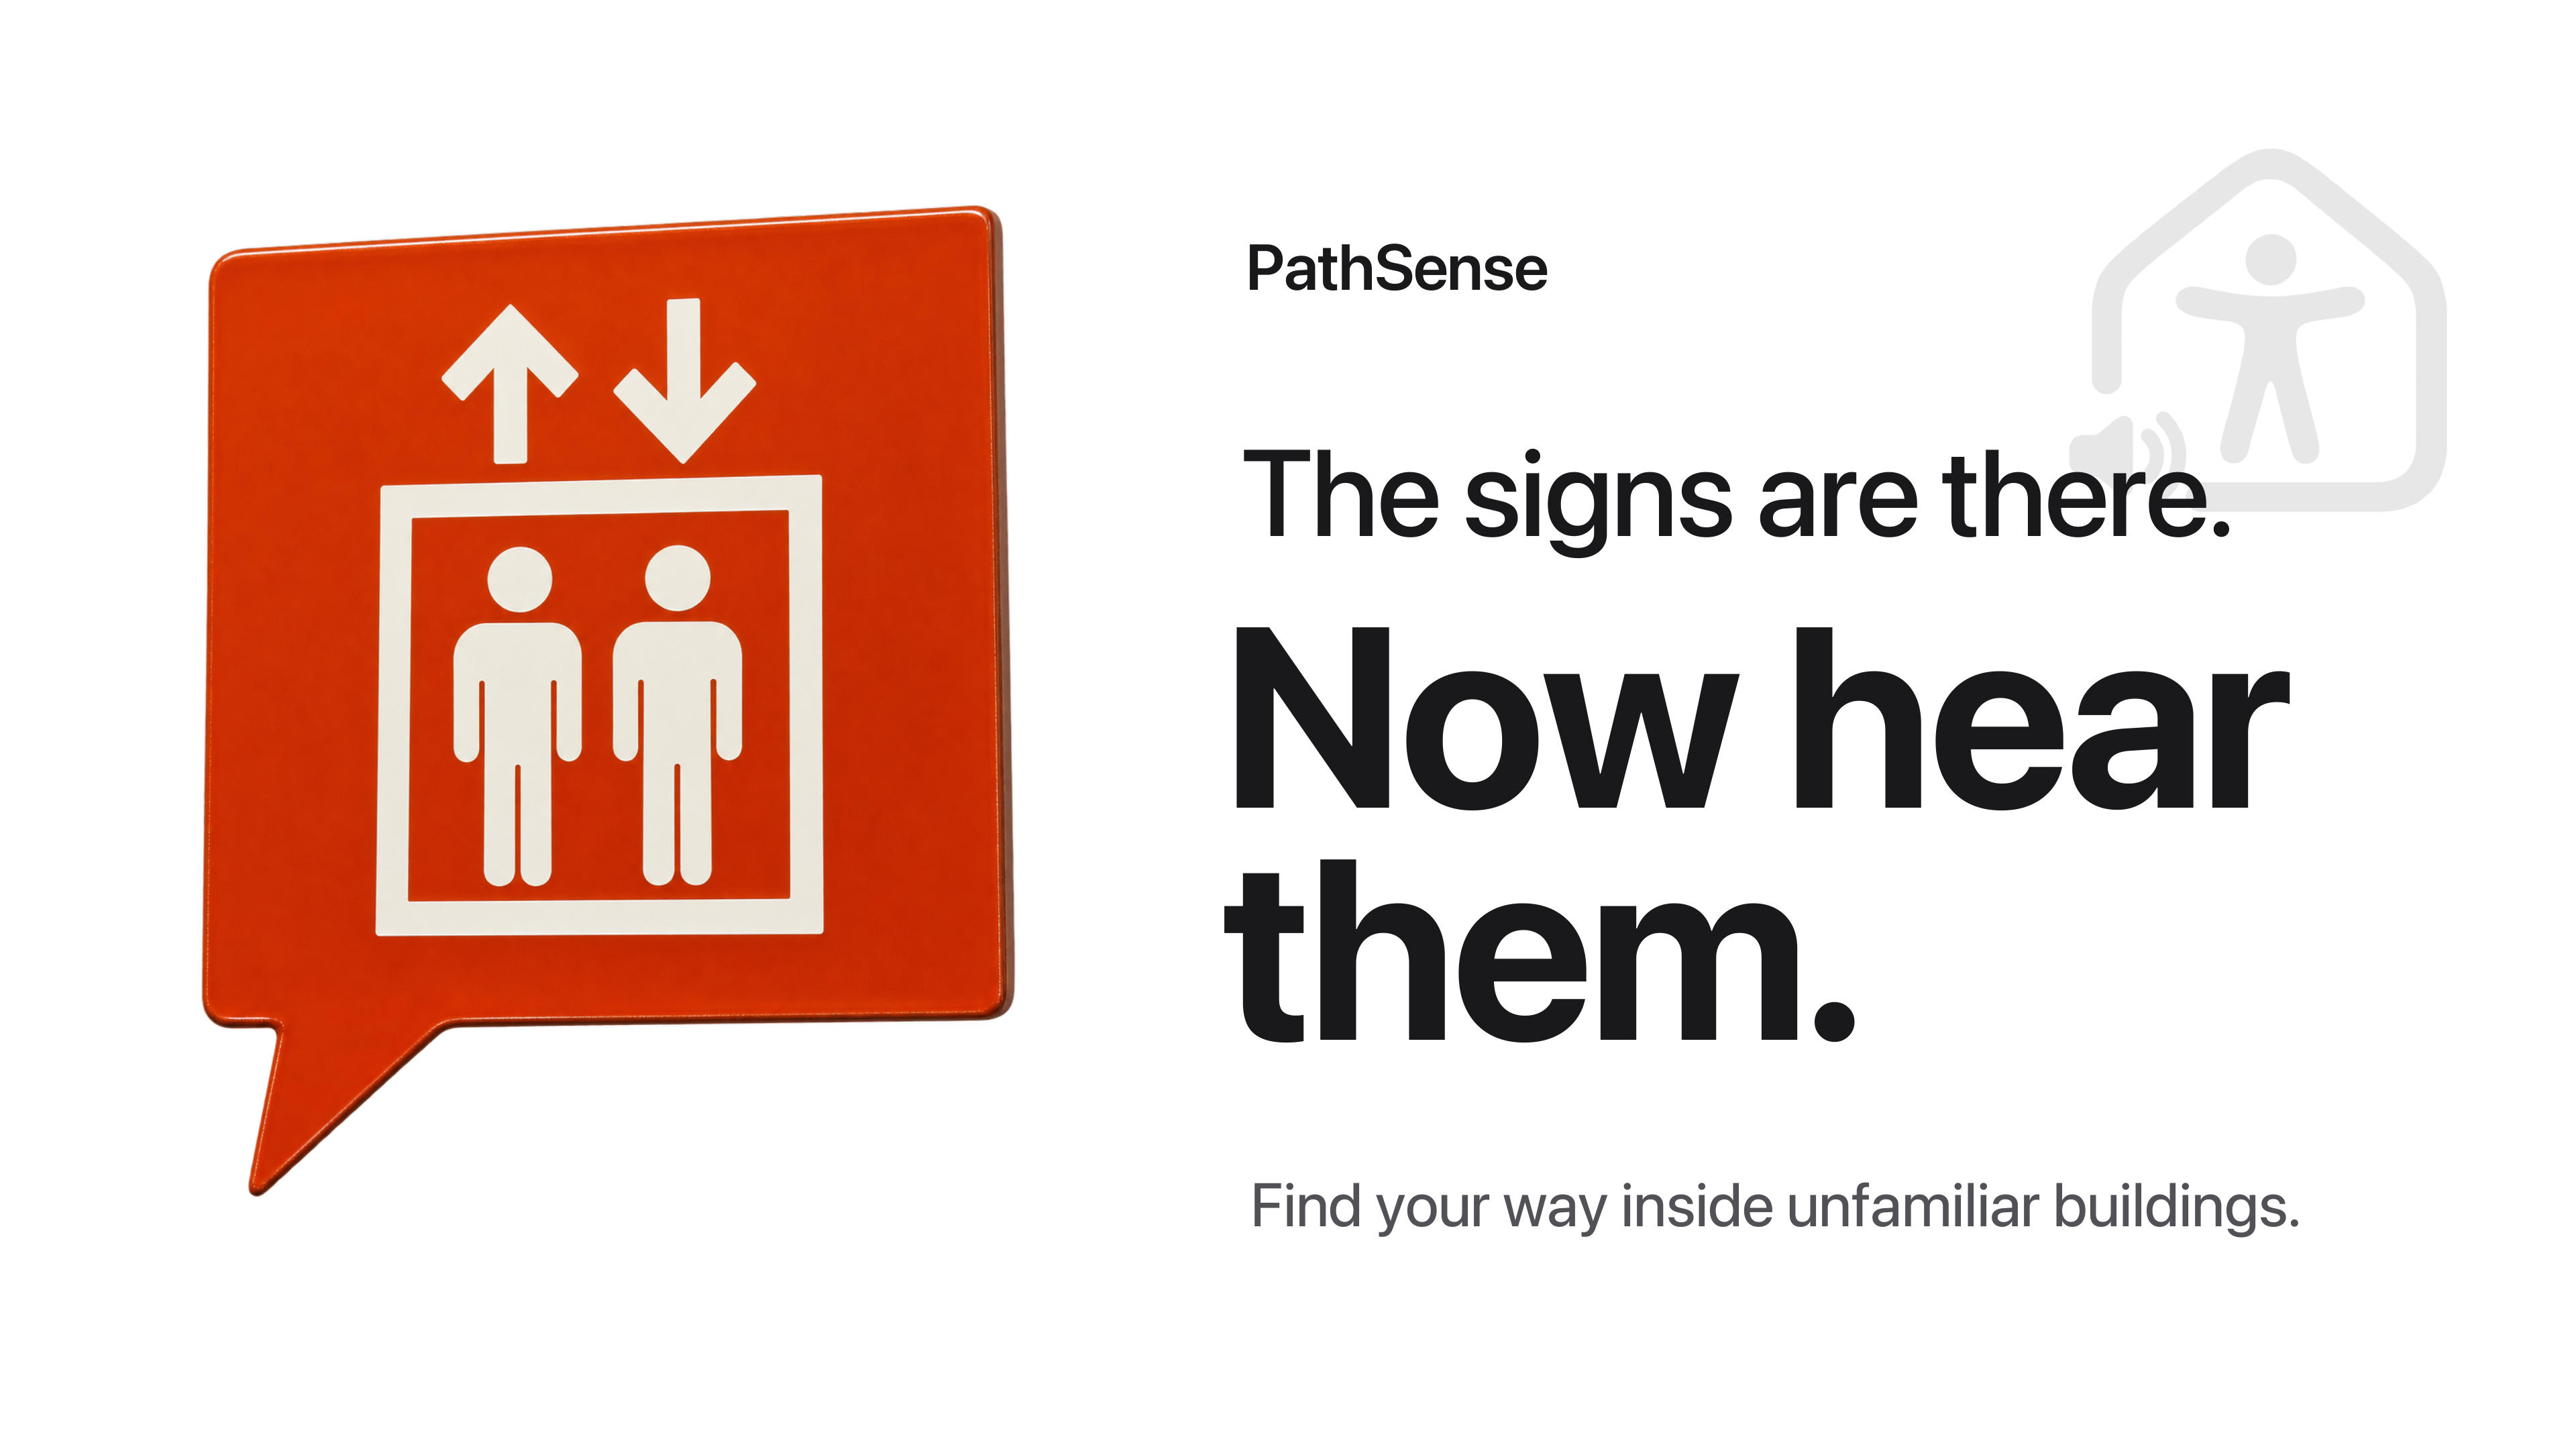 PathSense
The signs are there.
Now hear
them.
Find your way inside unfamiliar buildings.